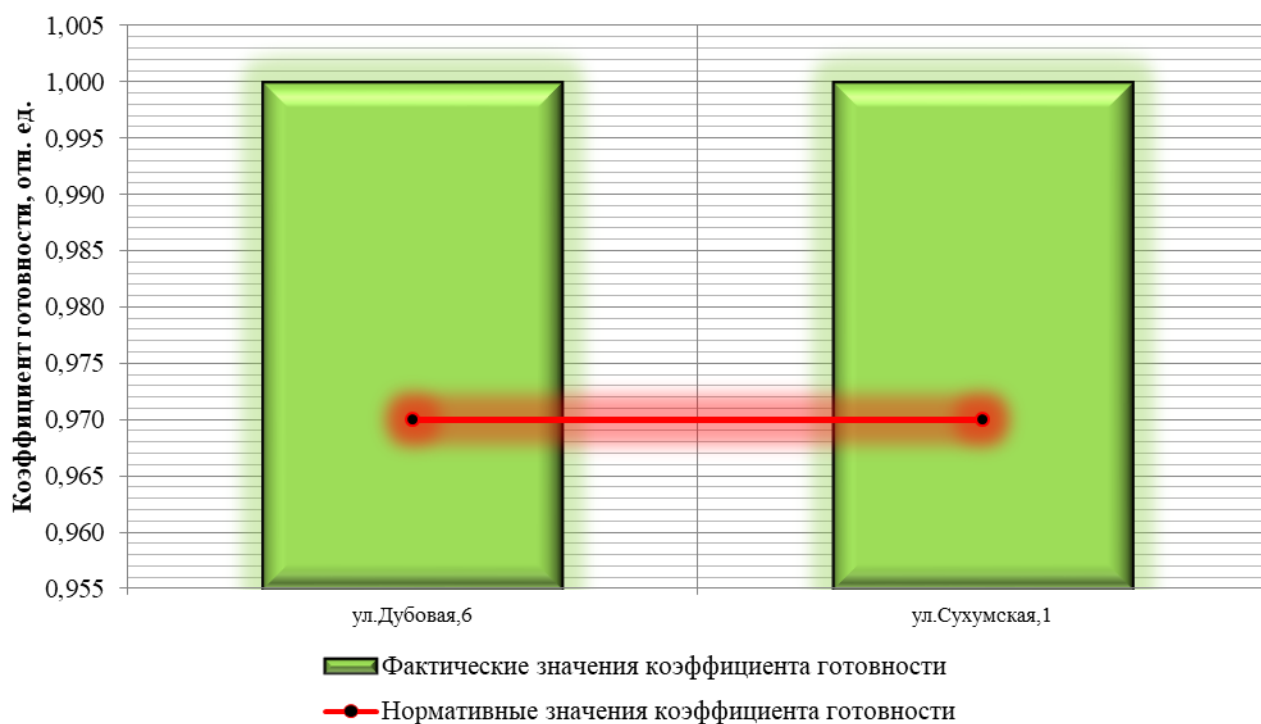 Коэффициент готовности, отн. ед.
1,005
1,000
0,995
0,990
0,985
0,980
0,975
0,970
0,965
0,960
0,955
ул.Дубовая,6
ул.Сухумская,1
Фактические значения коэффициента готовности
Нормативные значения коэффициента готовности